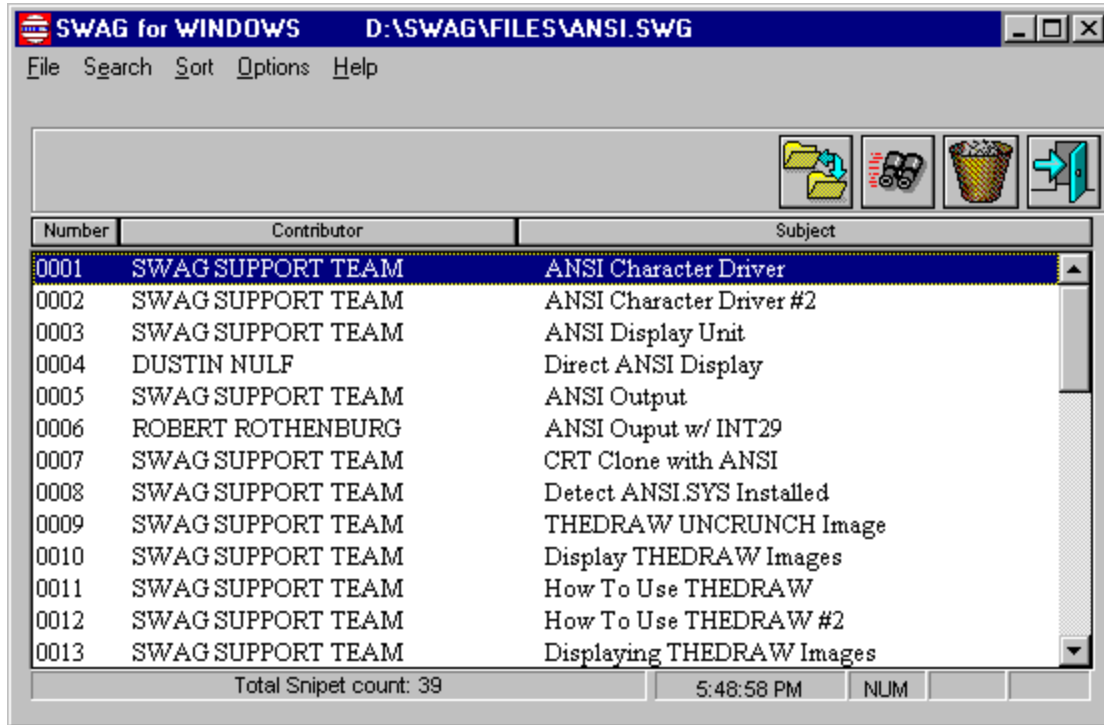 SWAG for WINDOWS D:\SWAG\FILES\ANSI.SWG
File Search Sort Options Help
Number Contributor Subject
0001 SWAG SUPPORT TEAM ANSI Character Driver
0002 SWAG SUPPORT TEAM ANSI Character Driver #2
0003 SWAG SUPPORT TEAM ANSI Display Unit
0004 DUSTIN NULF Direct ANSI Display
0005 SWAG SUPPORT TEAM ANSI Output
0006 ROBERT ROTHENBURG ANSI Ouput w/ INT29
0007 SWAG SUPPORT TEAM CRT Clone with ANSI
0008 SWAG SUPPORT TEAM Detect ANSI.SYS Installed
0009 SWAG SUPPORT TEAM THEDRAW UNCRUNCH Image
0010 SWAG SUPPORT TEAM Display THEDRAW Images
0011 SWAG SUPPORT TEAM How To Use THEDRAW
0012 SWAG SUPPORT TEAM How To Use THEDRAW #2
0013 SWAG SUPPORT TEAM Displaying THEDRAW Images
Total Snipet count: 39 5:48:58 PM NUM